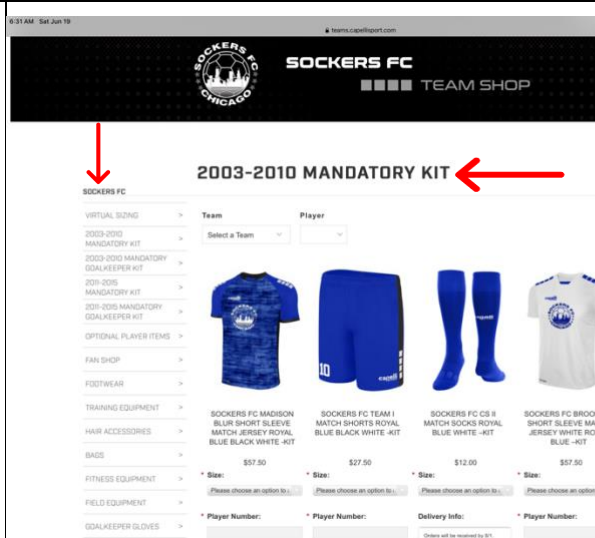 6:31 AM Sat Jun 19
teams.capellisport.com
SOCKERS FC
CHICAGO
SOCKERS FC
TEAM SHOP
2003-2010 MANDATORY KIT
SOCKERS FC
VIRTUAL SIZING >
2003-2010
MANDATORY KIT >
2003-2010 MANDATORY
GOALKEEPER KIT >
2011-2015
MANDATORY KIT >
2011-2015 MANDATORY
GOALKEEPER KIT >
OPTIONAL PLAYER ITEMS >
FAN SHOP >
FOOTWEAR >
TRAINING EQUIPMENT >
HAIR ACCESSORIES >
BAGS >
FITNESS EQUIPMENT >
FIELD EQUIPMENT >
GOALKEEPER GLOVES >
Team Player
Select a Team
10
capelli
SOCKERS FC MADISON
BLUR SHORT SLEEVE
MATCH JERSEY ROYAL
BLUE BLACK WHITE -KIT
$57.50
* Size:
Please choose an option to
* Player Number:
SOCKERS FC TEAM I
MATCH SHORTS ROYAL
BLUE BLACK WHITE -KIT
$27.50
* Size:
Please choose an option to
* Player Number:
SOCKERS FC CS II
MATCH SOCKS ROYAL
BLUE WHITE –KIT
$12.00
* Size:
Please choose an option to
Delivery Info:
Orders will be received by 8/1.
SOCKERS FC BROO
SHORT SLEEVE MA
JERSEY WHITE RO
BLUE –KIT
$57.50
* Size:
Please choose an option
* Player Number: